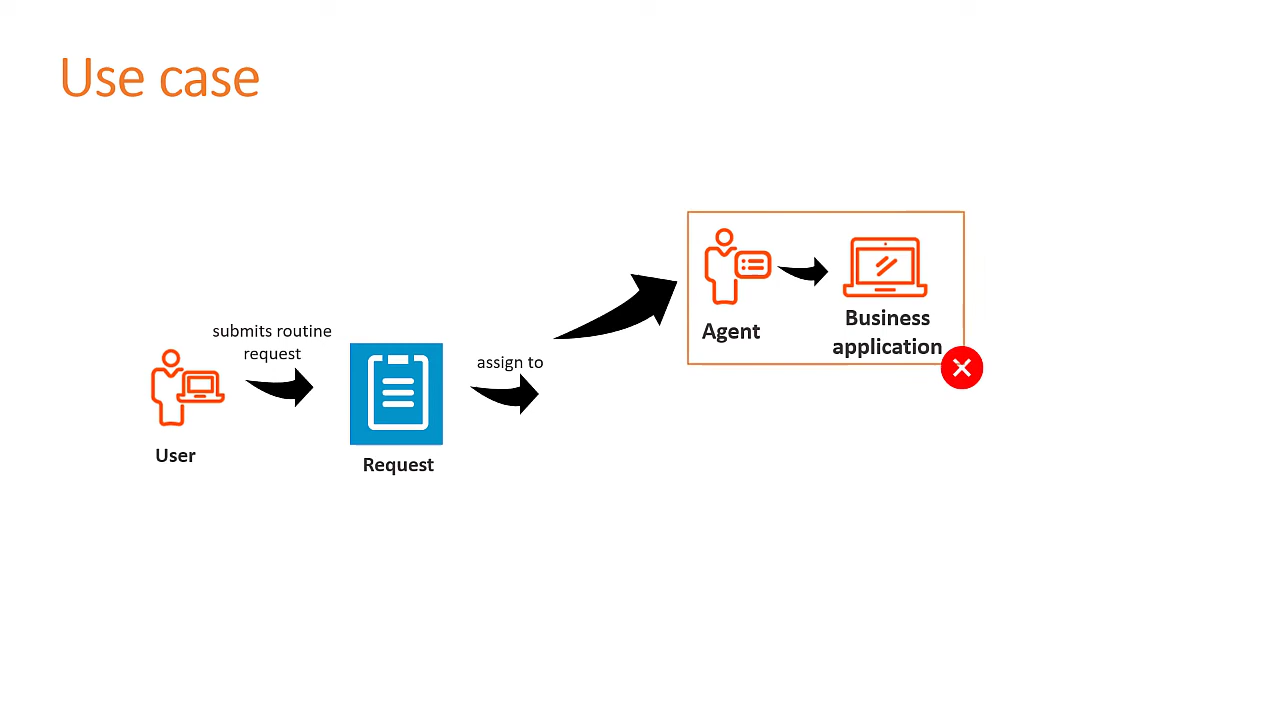 Use case
submits routine
request
User
Request
assign to
Agent
Business
application